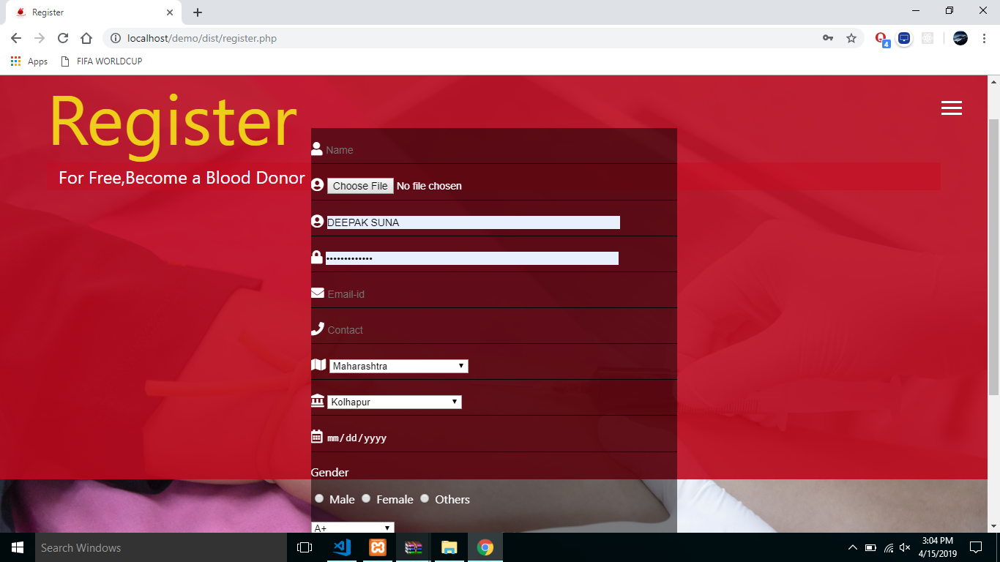 Register
localhost/demo/dist/register.php
4
Apps FIFA WORLDCUP
Register
For Free,Become a Blood Donor
Name
Choose File No file chosen
DEEPAK SUNA
•••••••••••••
Email-id
Contact
Maharashtra
Kolhapur
mm/dd/yyyy
Gender
Male Female Others
A+
Search Windows
3:04 PM
4/15/2019